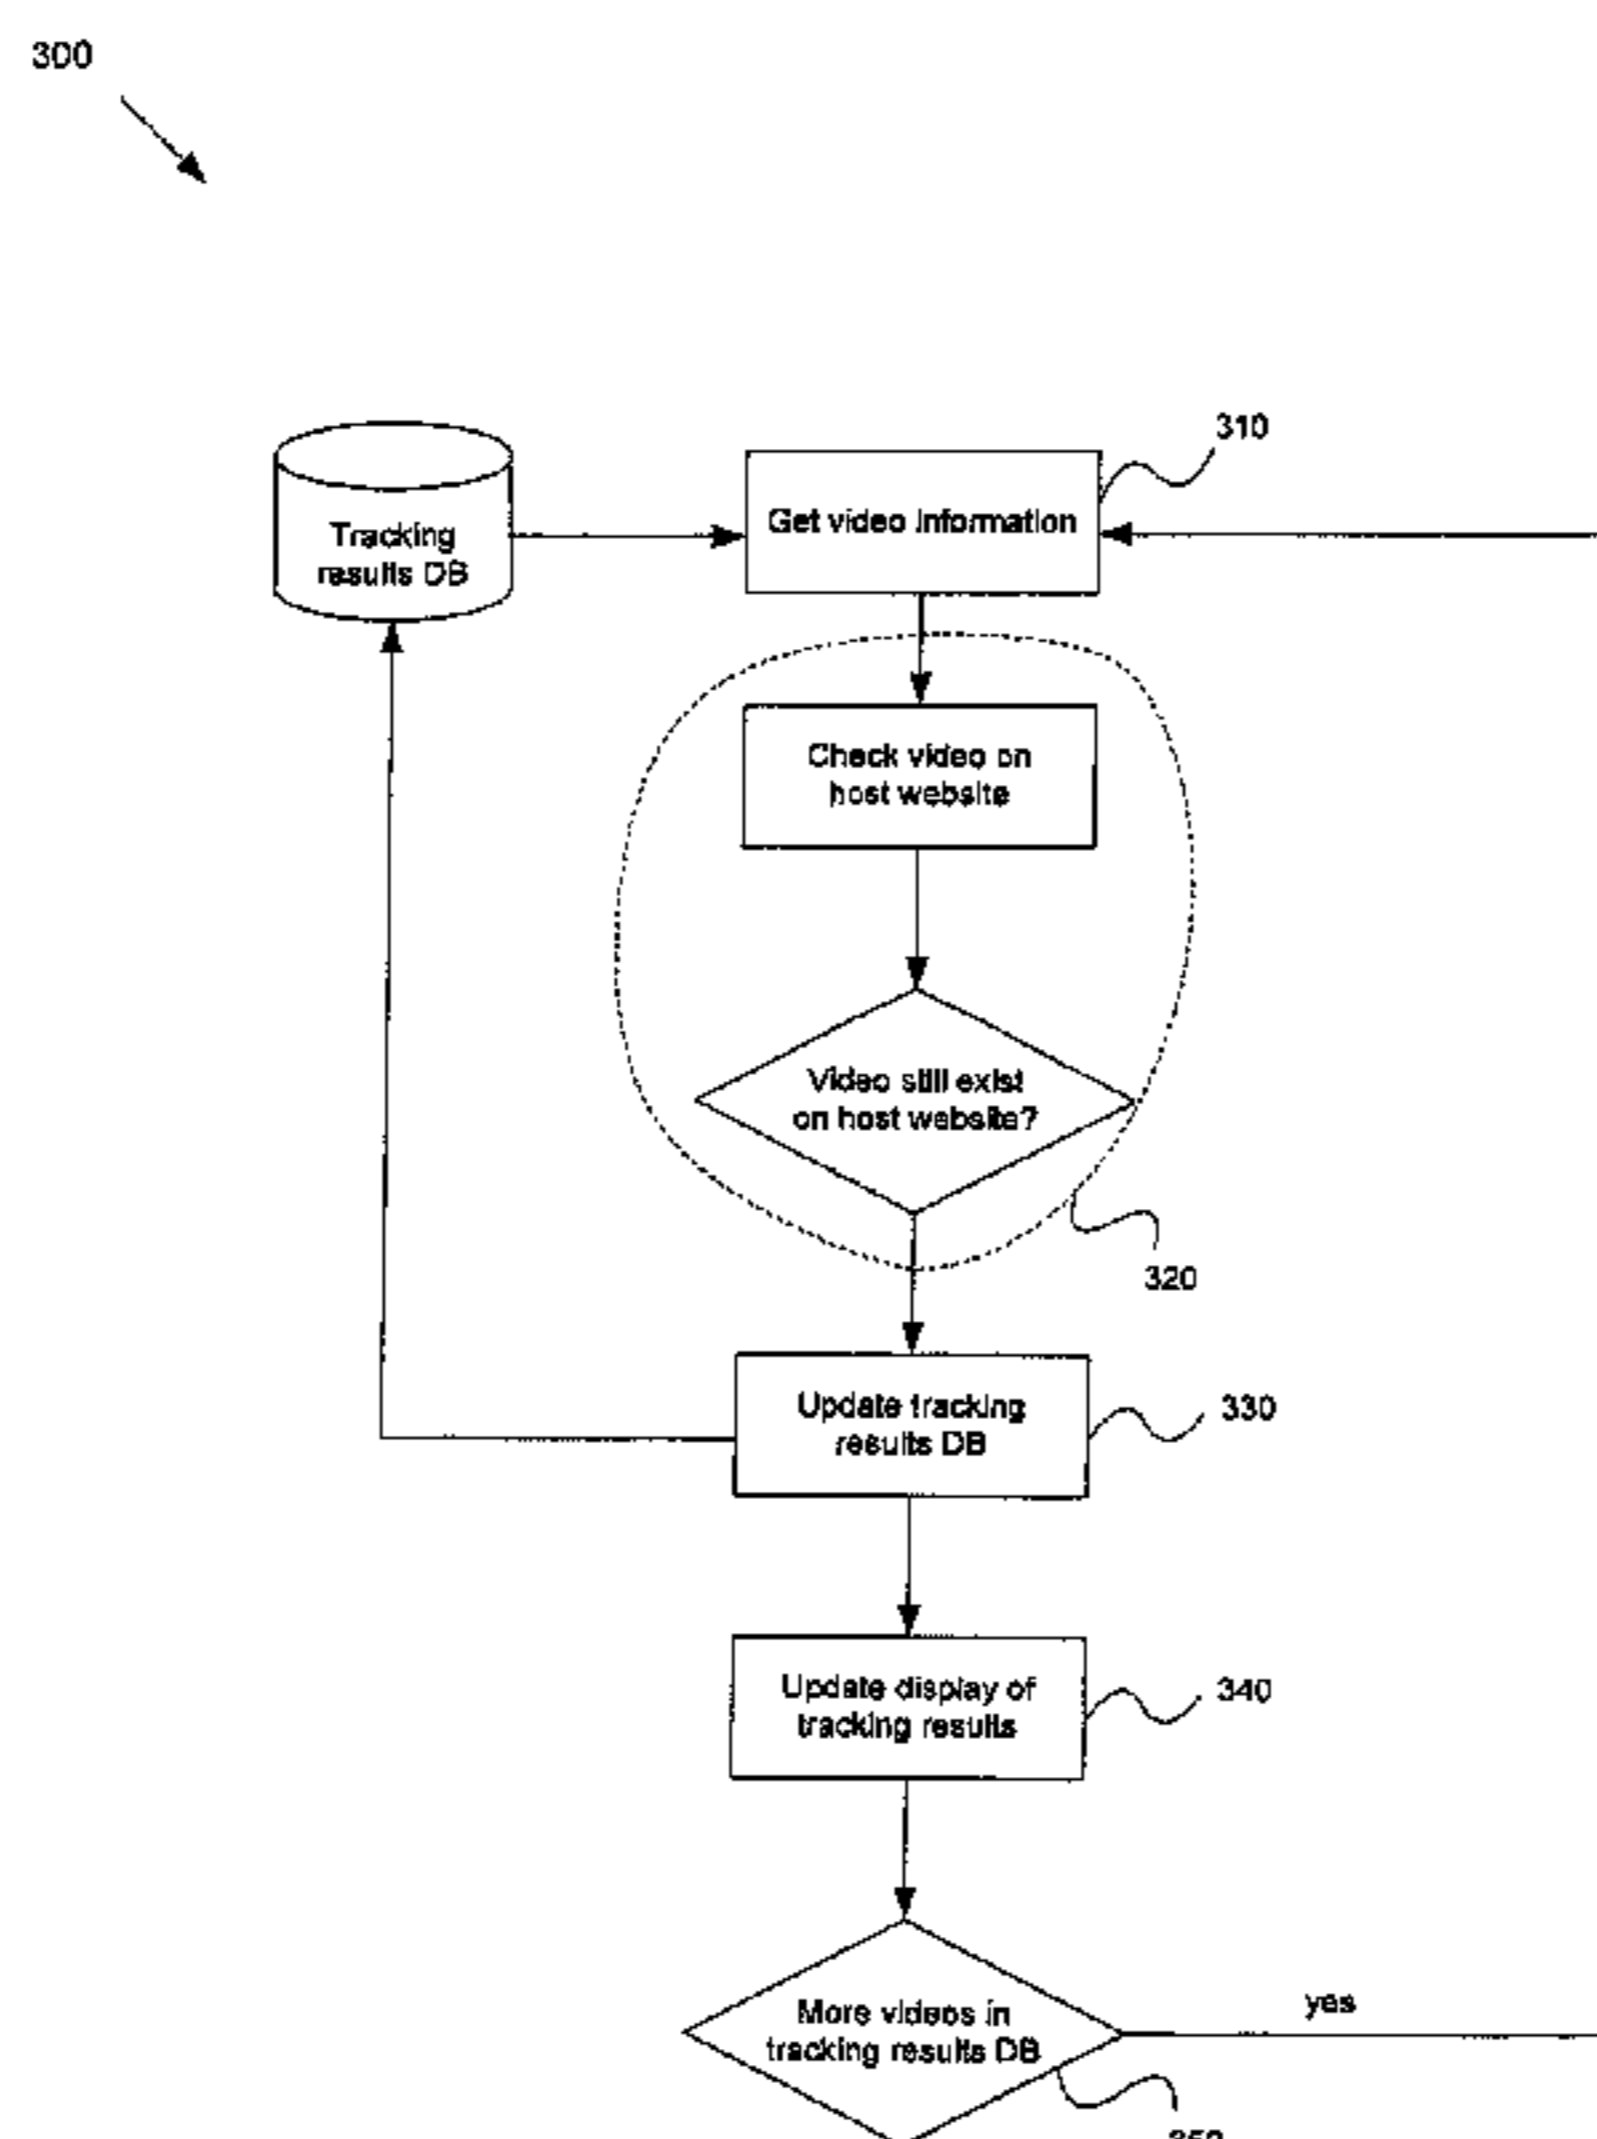 300
310
Get video information
Tracking
results DB
Check video on
host website
Video still exist
on host website?
320
Update tracking
results DB
330
Update display of
tracking results
340
More videos in
tracking results DB
yes